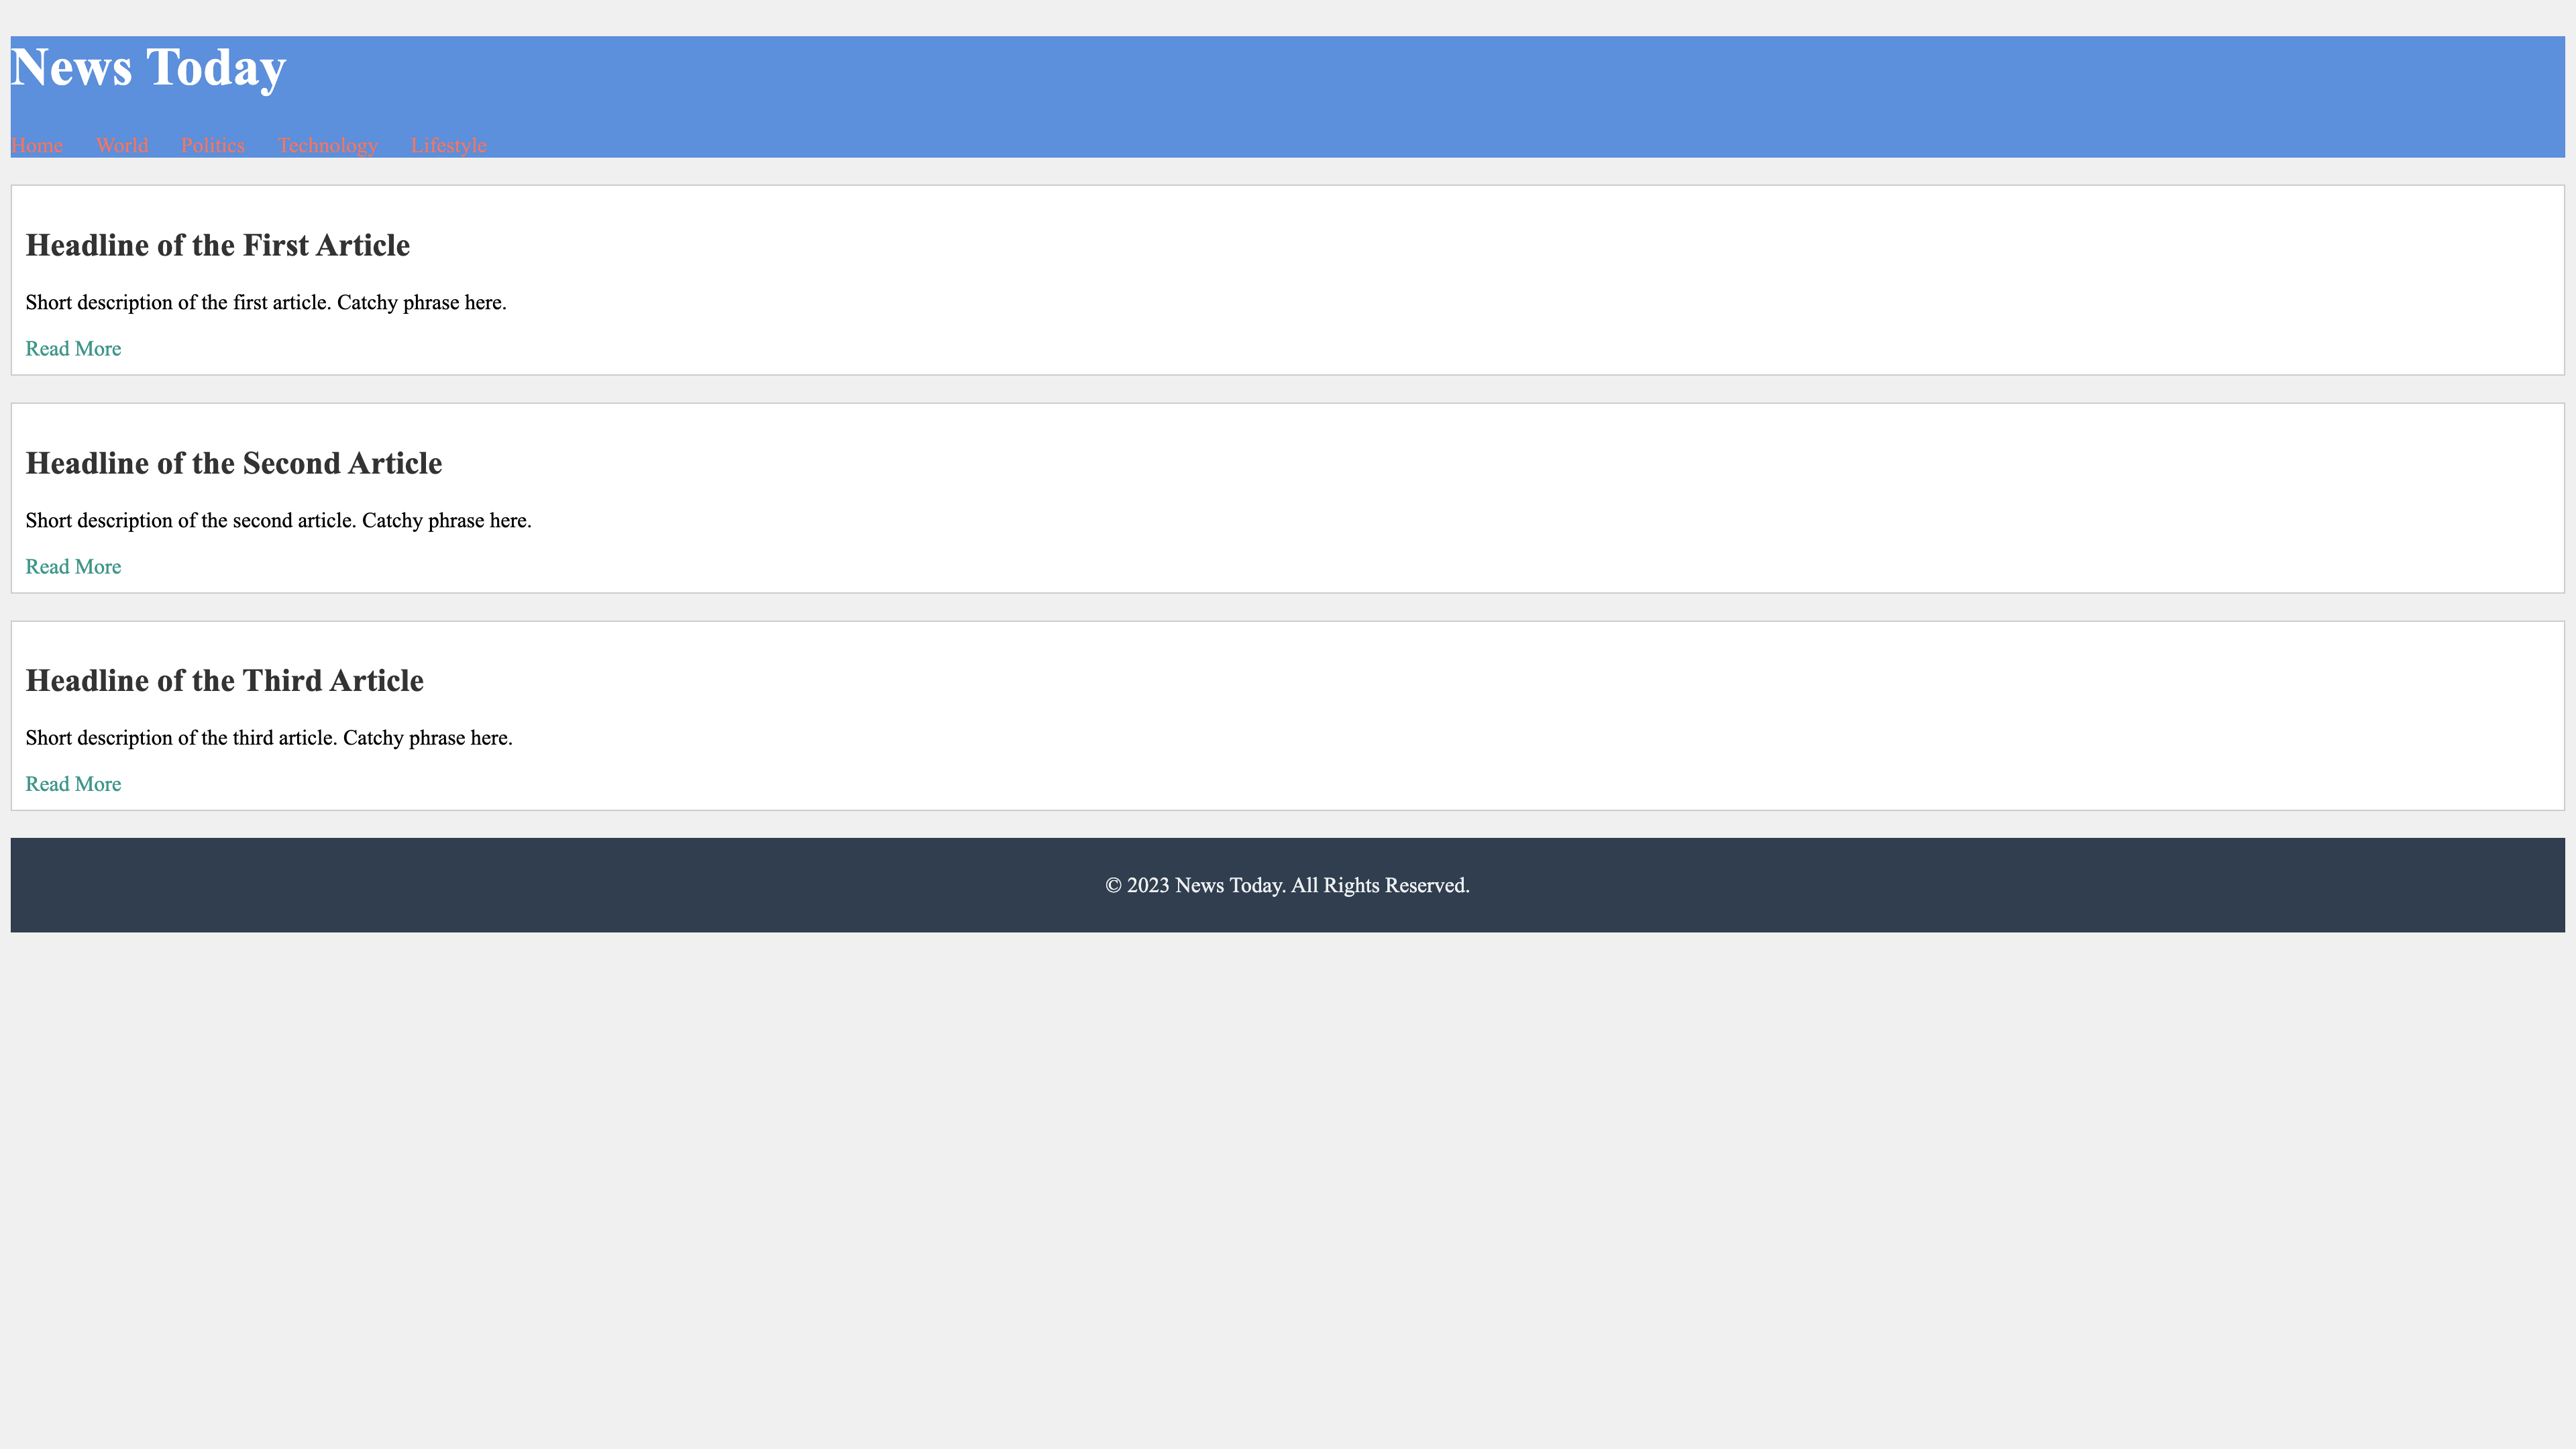 News Today
Home World Politics Technology Lifestyle
Headline of the First Article
Short description of the first article. Catchy phrase here.
Read More
Headline of the Second Article
Short description of the second article. Catchy phrase here.
Read More
Headline of the Third Article
Short description of the third article. Catchy phrase here.
Read More
© 2023 News Today. All Rights Reserved.